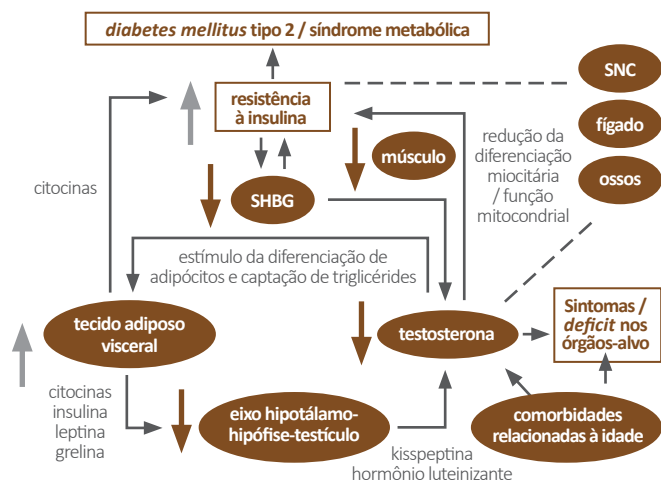 diabetes mellitus tipo 2 / síndrome metabólica
SNC
resistência
à insulina
fígado
músculo
redução da
diferenciação
miocitária
/ função
mitocondrial
ossos
citocinas
SHBG
estímulo da diferenciação de
adipócitos e captação de triglicérides
tecido adiposo
visceral
testosterona
Sintomas /
deficit nos
órgãos-alvo
citocinas
insulina
leptina
grelina
eixo hipotálamo-
hipófise-testículo
comorbidades
relacionadas à idade
kisspeptina
hormônio luteinizante